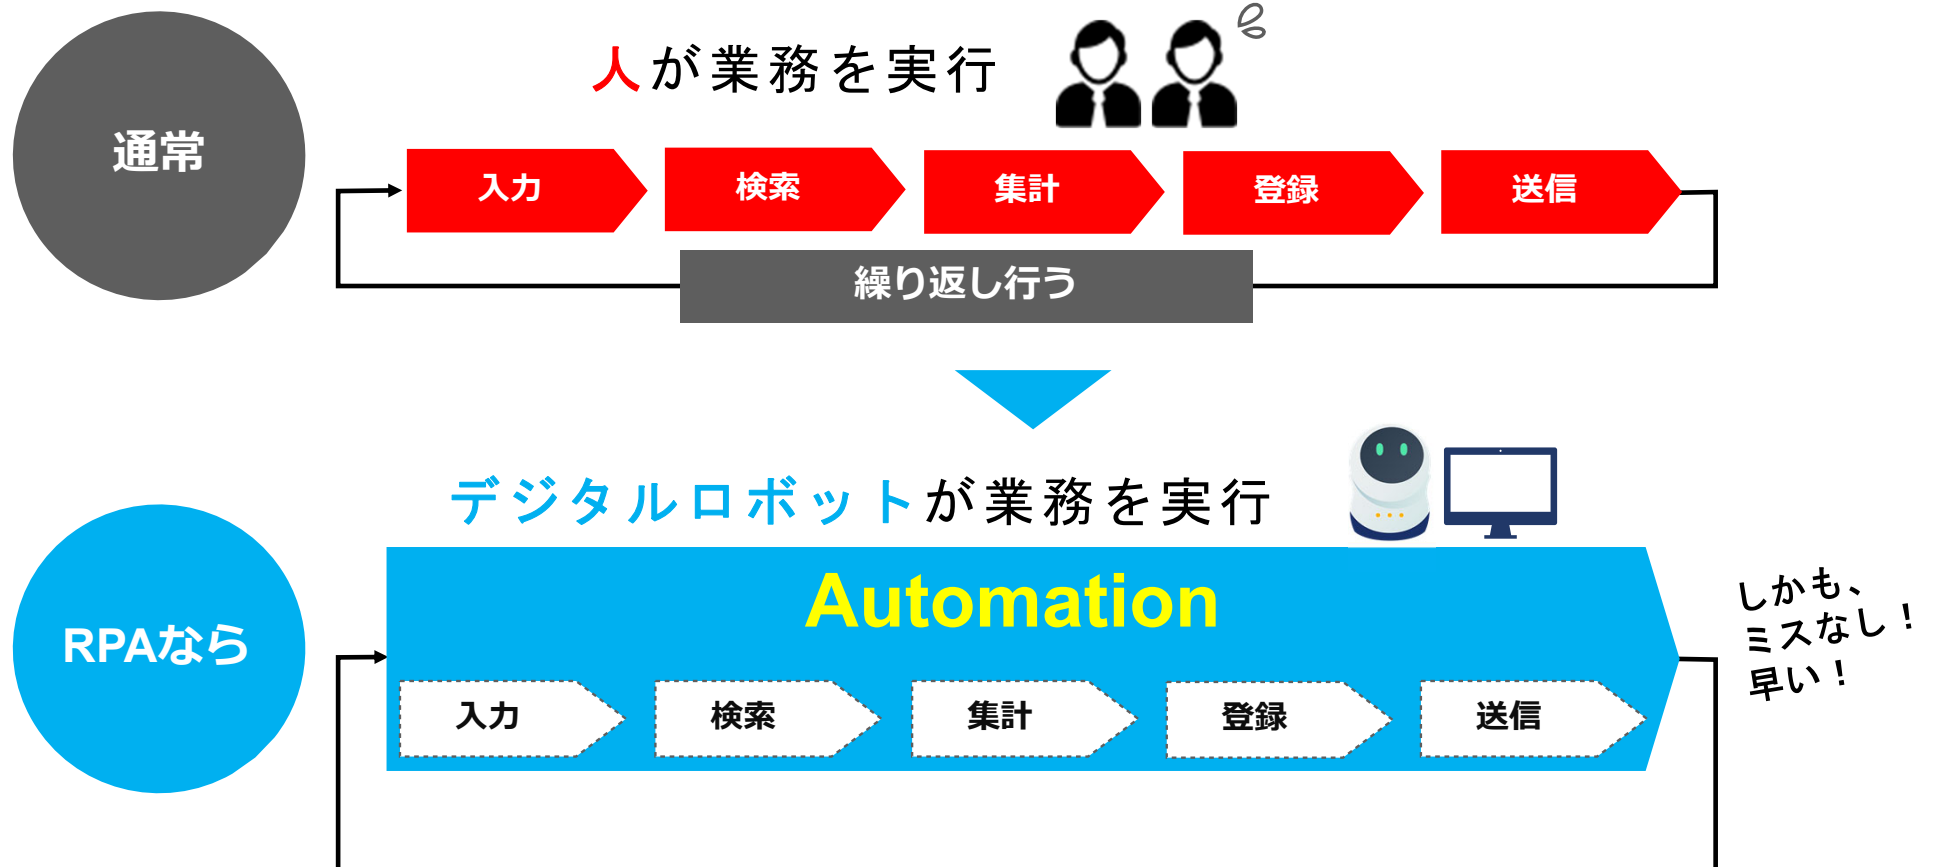 人が業務を実行
通常
入力
検索
集計
登録
送信
繰り返し行う
デジタルロボットが業務を実行
RPAなら
Automation
しかも、
ミスなし！
早い！
入力
検索
集計
登録
送信